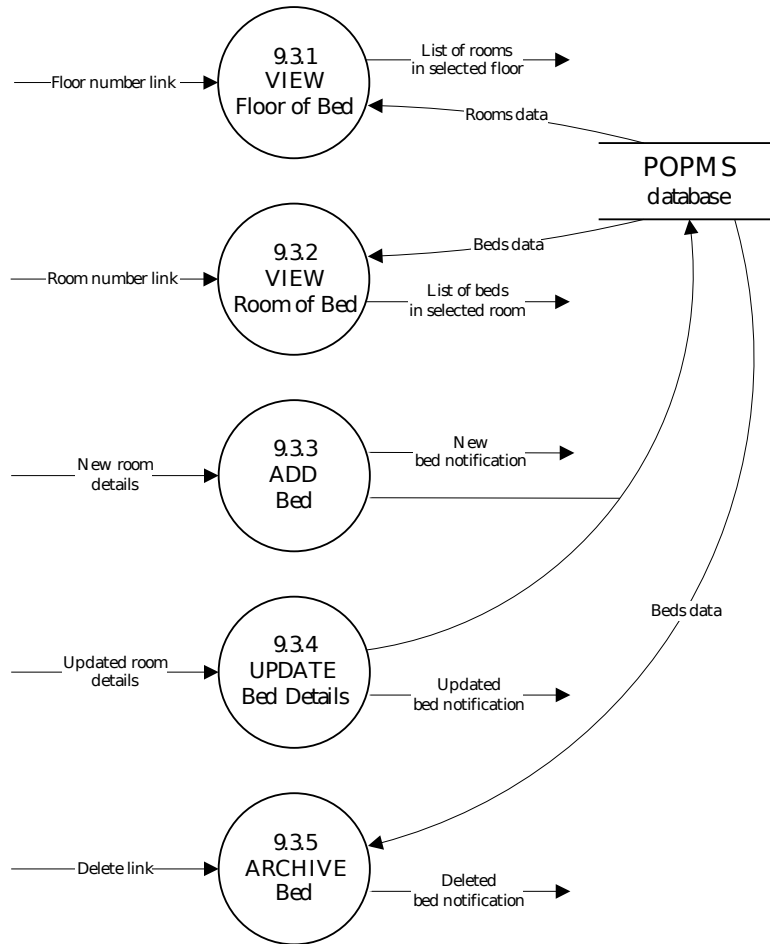 9.3.1
VIEW
Floor of Bed
Floor number link
List of rooms
in selected floor
Rooms data
POPMS
database
9.3.2
VIEW
Room of Bed
Room number link
Beds data
List of beds
in selected room
9.3.3
ADD
Bed
New room
details
New
bed notification
9.3.4
UPDATE
Bed Details
Updated room
details
Updated
bed notification
Beds data
9.3.5
ARCHIVE
Bed
Delete link
Deleted
bed notification